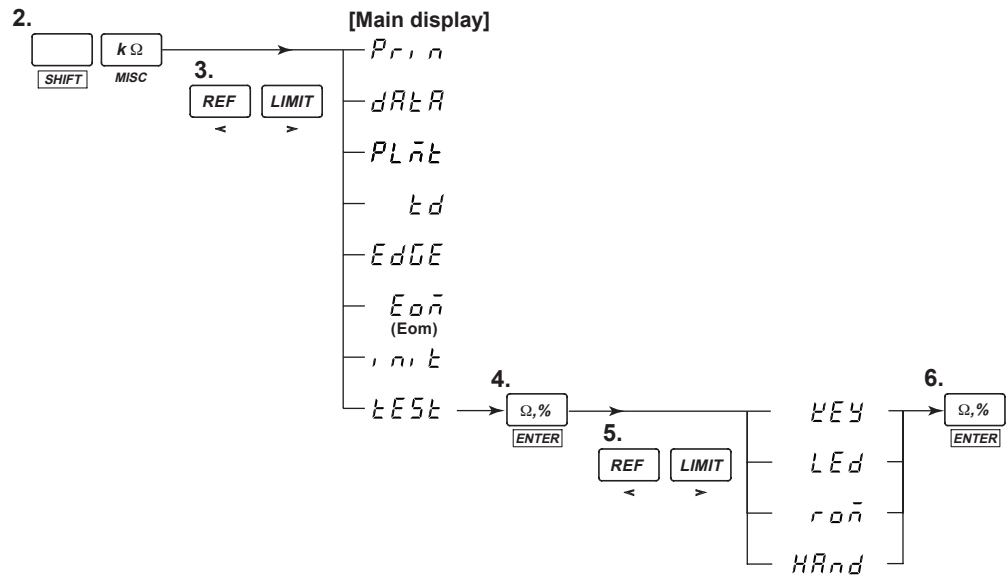 2.
[Main display]
kΩ
SHIFT
MISC
3.
REF
LIMIT
<
>
Prin
dAtA
PLmt
td
EdGE
Eom
(Eom)
init
tESt
4.
Ω,%
ENTER
5.
REF
LIMIT
<
>
KEY
LEd
rom
HAnd
6.
Ω,%
ENTER